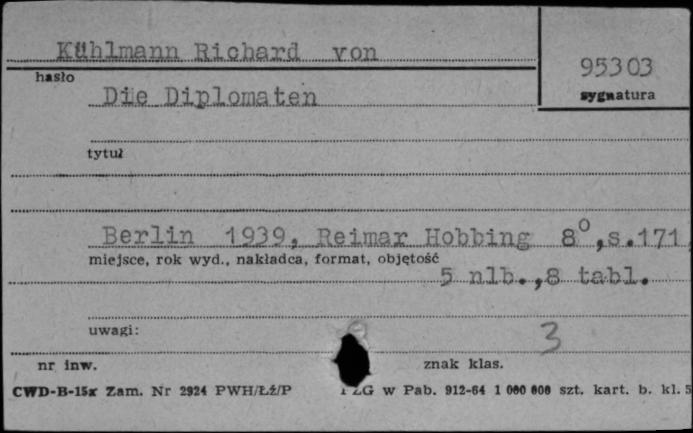 Kühlmann Richard von
hasło
95303
sygnatura
Die Diplomaten
tytuł
Berlin 1939, Reimar Hobbing 8°,s.171,
miejsce, rok wyd., nakładca, format, objętość
5 nlb.,8 tabl.
uwagi:
3
nr inw.
znak klas.
CWD-B-15x Zam. Nr 2924 PWH/Łź/P ZG w Pab. 912-64 1 000 000 szt. kart. b. kl. 5